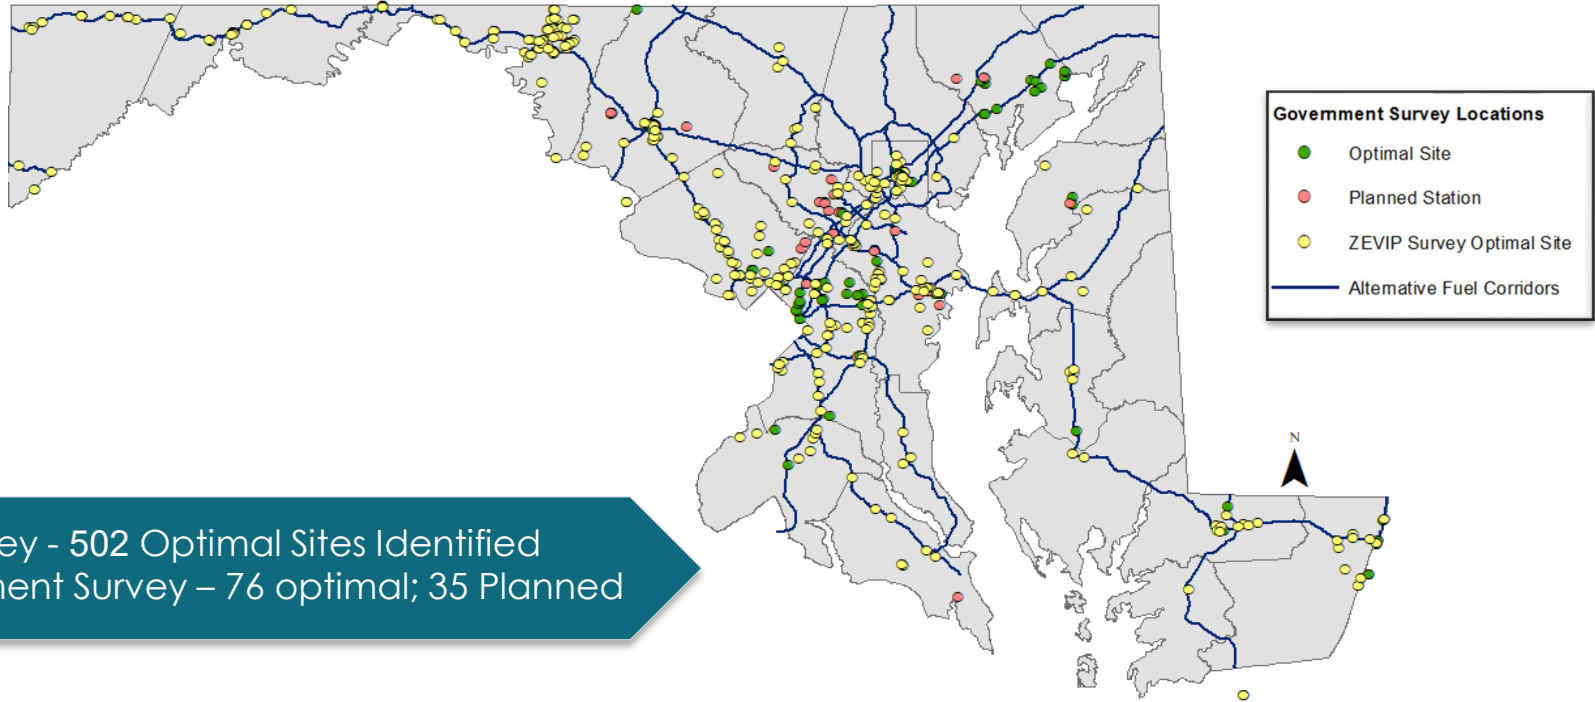 Government Survey Locations
Optimal Site
Planned Station
ZEVIP Survey Optimal Site
Alternative Fuel Corridors
N
ey - 502 Optimal Sites Identified
ent Survey – 76 optimal; 35 Planned